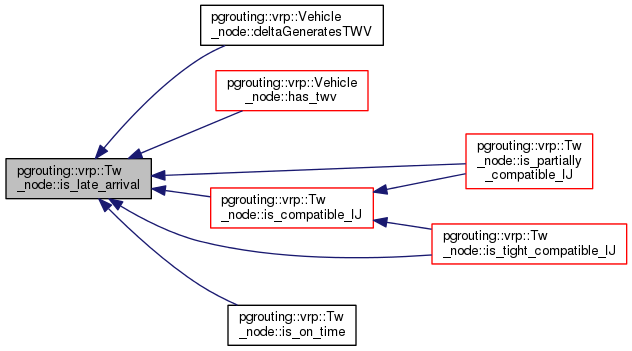 pgrouting::vrp::Vehicle
_node::deltaGeneratesTWV
pgrouting::vrp::Vehicle
_node::has_twv
pgrouting::vrp::Tw
_node::is_late_arrival
pgrouting::vrp::Tw
_node::is_partially
_compatible_IJ
pgrouting::vrp::Tw
_node::is_compatible_IJ
pgrouting::vrp::Tw
_node::is_tight_compatible_IJ
pgrouting::vrp::Tw
_node::is_on_time